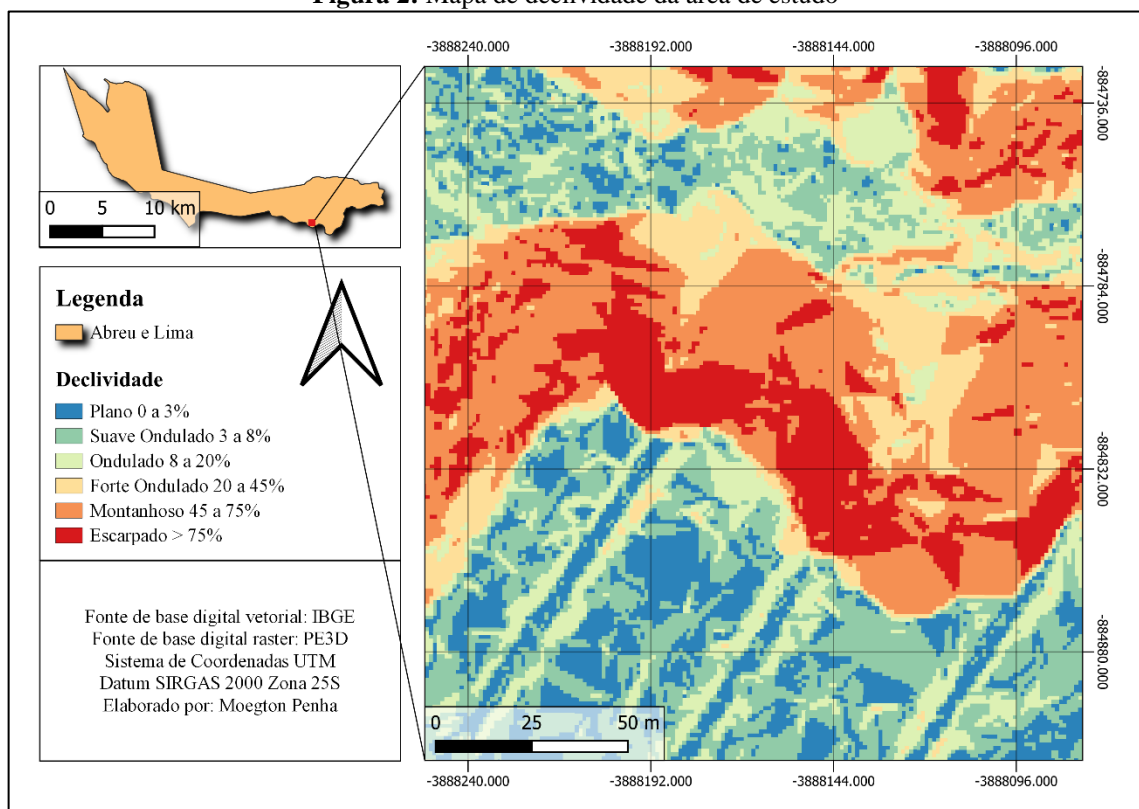 Figura 2: Mapa de declividade da área de estudo
-3888240.000 -3888192.000 -3888144.000 -3888096.000
-884736.000
-884784.000
-884832.000
-884880.000
0 5 10 km
Legenda
Abreu e Lima
Declividade
Plano 0 a 3%
Suave Ondulado 3 a 8%
Ondulado 8 a 20%
Forte Ondulado 20 a 45%
Montanhoso 45 a 75%
Escarpado > 75%
Fonte de base digital vetorial: IBGE
Fonte de base digital raster: PE3D
Sistema de Coordenadas UTM
Datum SIRGAS 2000 Zona 25S
Elaborado por: Moegton Penha
0 25 50 m
-3888240.000 -3888192.000 -3888144.000 -3888096.000